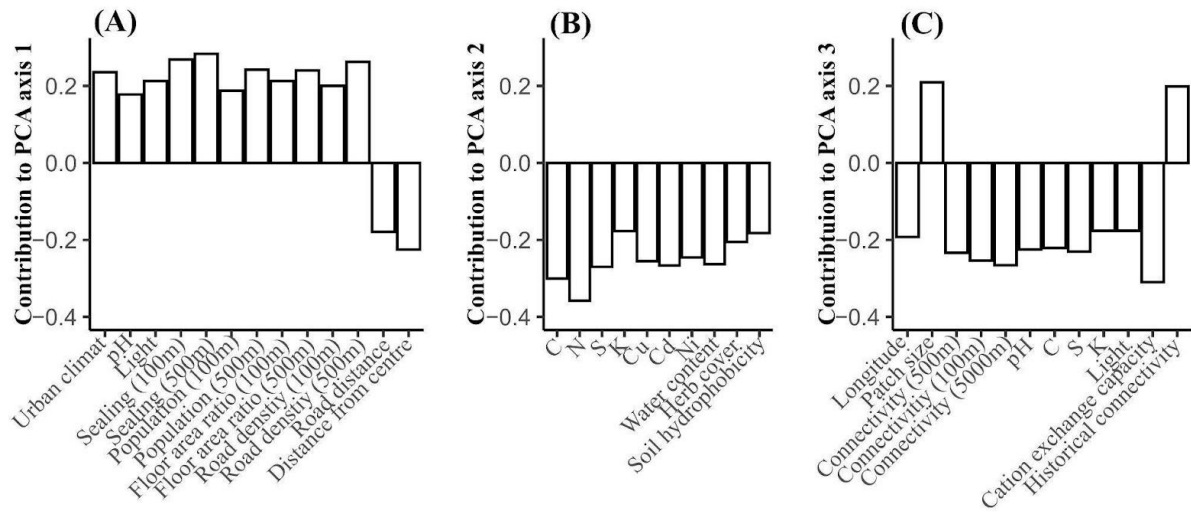 (A)
Contribution to PCA axis 1
0.2
0.0
−0.2
−0.4
Urban climat
pH
Light
Sealing (100m)
Sealing (500m)
Population (100m)
Population (500m)
Floor area ratio (100m)
Floor area ratio (500m)
Road density (100m)
Road density (500m)
Road distance
Distance from centre
(B)
Contribution to PCA axis 2
0.2
0.0
−0.2
−0.4
C
N
S
K
Cu
Cd
Ni
Water content
Herb cover
Soil hydrophobicity
(C)
Contribtuion to PCA axis 3
0.2
0.0
−0.2
−0.4
Longitude
Patch size
Connectivity (500m)
Connectivitiy (100m)
Connectivity (5000m)
pH
C
S
K
Light
Cation exchange capacity
Historical connectivity